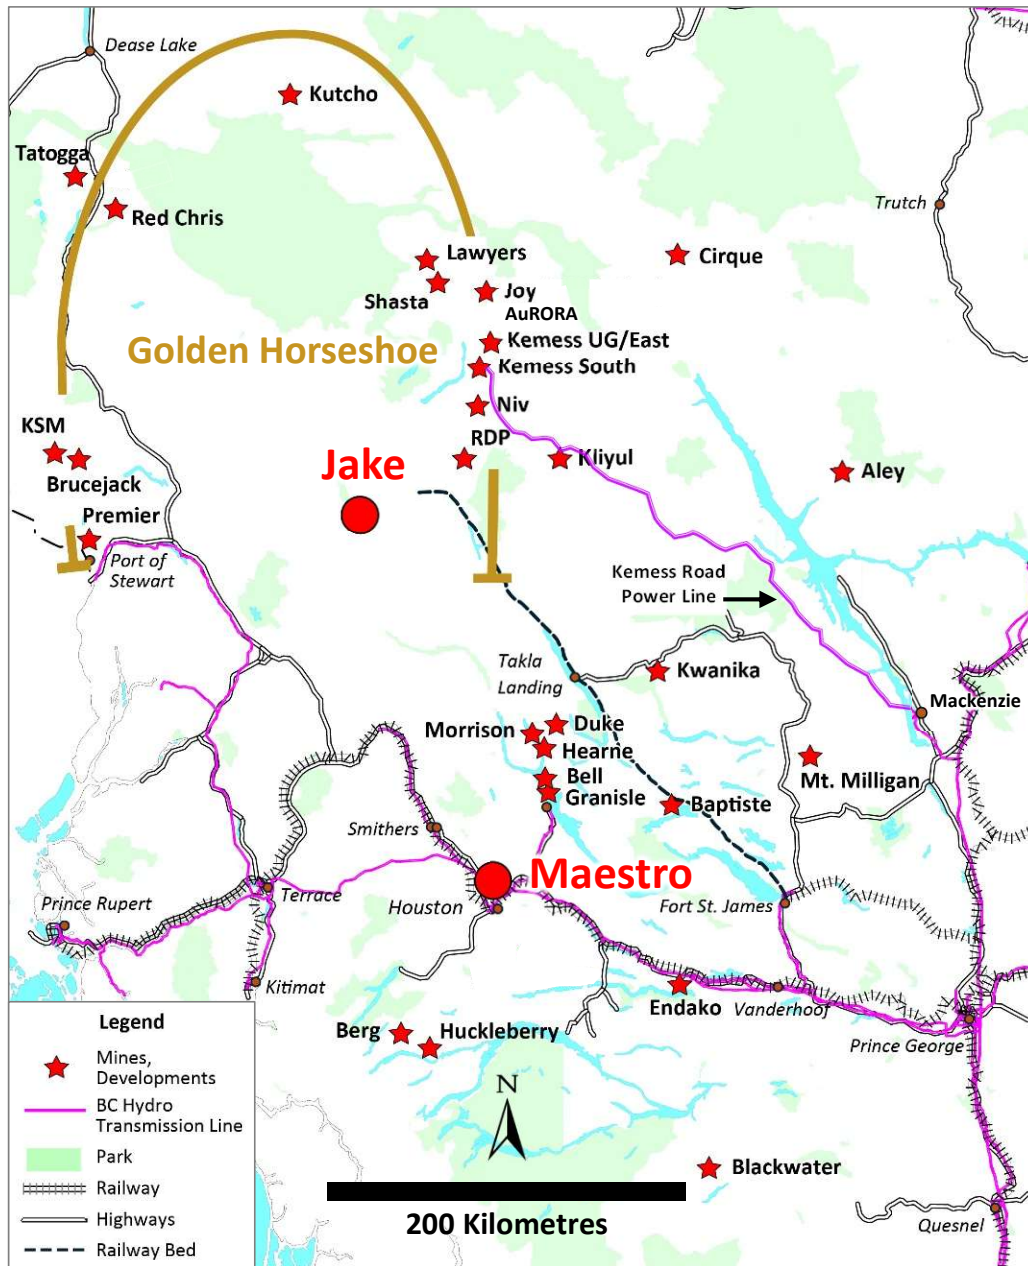 Dease Lake
Kutcho
Tatogga
Red Chris
Trutch
Lawyers
Cirque
Shasta
Joy
AuRORA
Golden Horseshoe
Kemess UG/East
Kemess South
Niv
KSM
RDP
Jake
Kliyul
Aley
Brucejack
Premier
Port of
Stewart
Kemess Road
Power Line
Takla
Landing
Kwanika
Mackenzie
Duke
Morrison
Hearne
Bell
Mt. Milligan
Granisle
Baptiste
Smithers
Maestro
Terrace
Prince Rupert
Houston
Fort St. James
Kitimat
Endako
Vanderhoof
Legend
Berg
Huckleberry
Prince George
Mines,
Developments
N
BC Hydro
Transmission Line
Park
Blackwater
Railway
Highways
200 Kilometres
Quesnel
Railway Bed